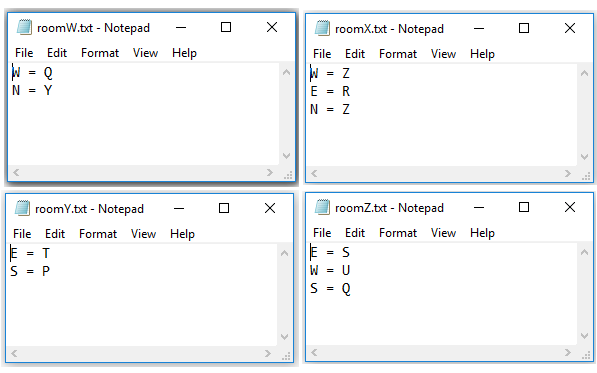 roomW.txt - Notepad
File Edit Format View Help
W = Q
N = Y
roomX.txt - Notepad
File Edit Format View Help
W = Z
E = R
N = Z
roomY.txt - Notepad
File Edit Format View Help
E = T
S = P
roomZ.txt - Notepad
File Edit Format View Help
E = S
W = U
S = Q